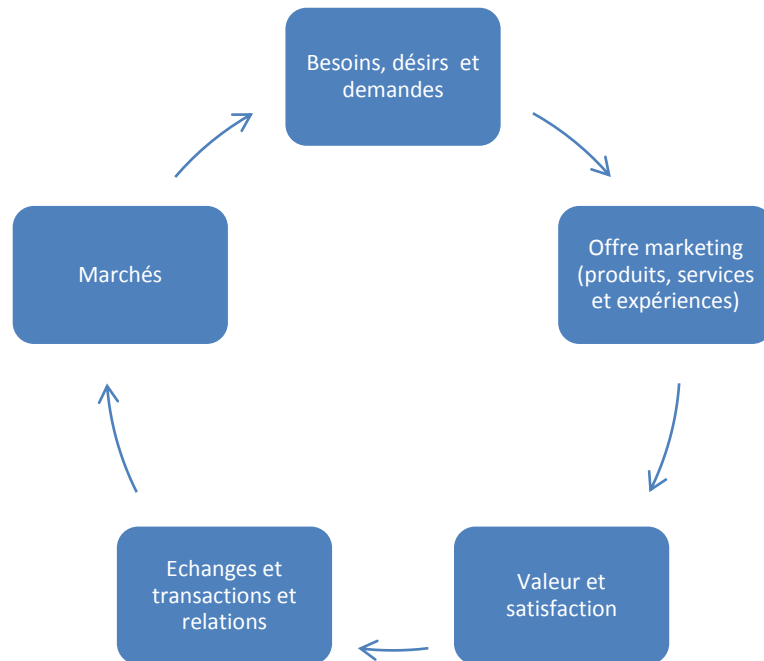 Besoins, désirs et
demandes
Offre marketing
(produits, services
et expériences)
Valeur et
satisfaction
Echanges et
transactions et
relations
Marchés